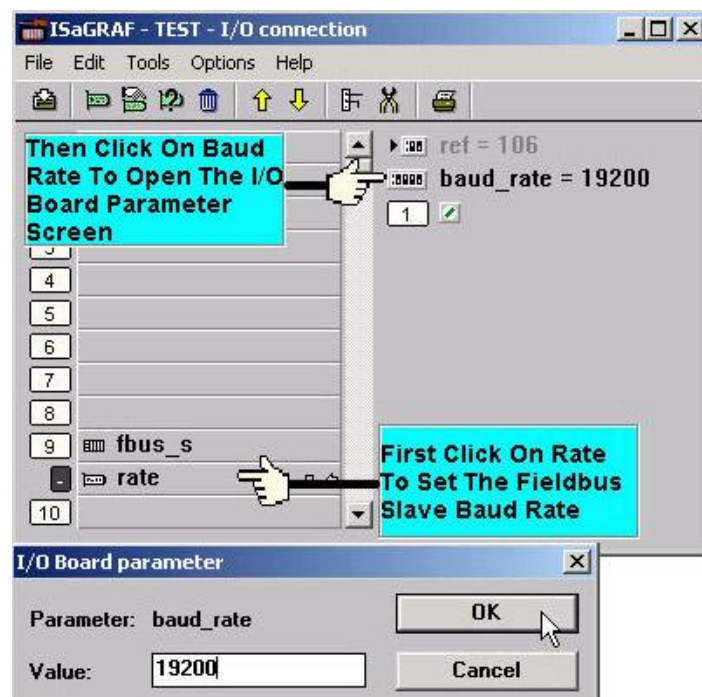 ISaGRAF - TEST - I/O connection
File Edit Tools Options Help
Then Click On Baud
Rate To Open The I/O
Board Parameter
Screen
ref = 106
baud_rate = 19200
1
3
4
5
6
7
8
9 fbus_s
- rate
10
First Click On Rate
To Set The Fieldbus
Slave Baud Rate
I/O Board parameter
Parameter: baud_rate
OK
Value: 19200
Cancel